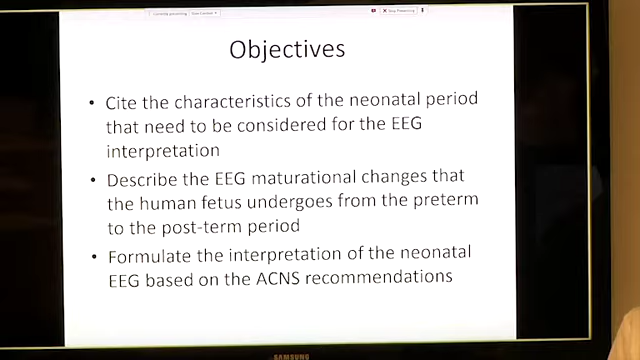 Objectives
• Cite the characteristics of the neonatal period
that need to be considered for the EEG
interpretation
• Describe the EEG maturational changes that
the human fetus undergoes from the preterm
to the post-term period
• Formulate the interpretation of the neonatal
EEG based on the ACNS recommendations
SAMSUNG